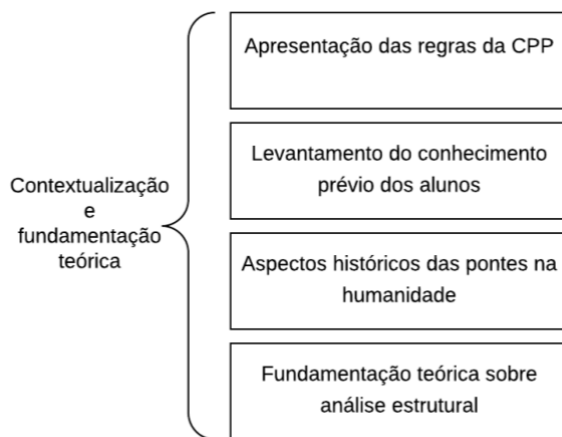 Contextualização
e
fundamentação
teórica
Apresentação das regras da CPP
Levantamento do conhecimento
prévio dos alunos
Aspectos históricos das pontes na
humanidade
Fundamentação teórica sobre
análise estrutural